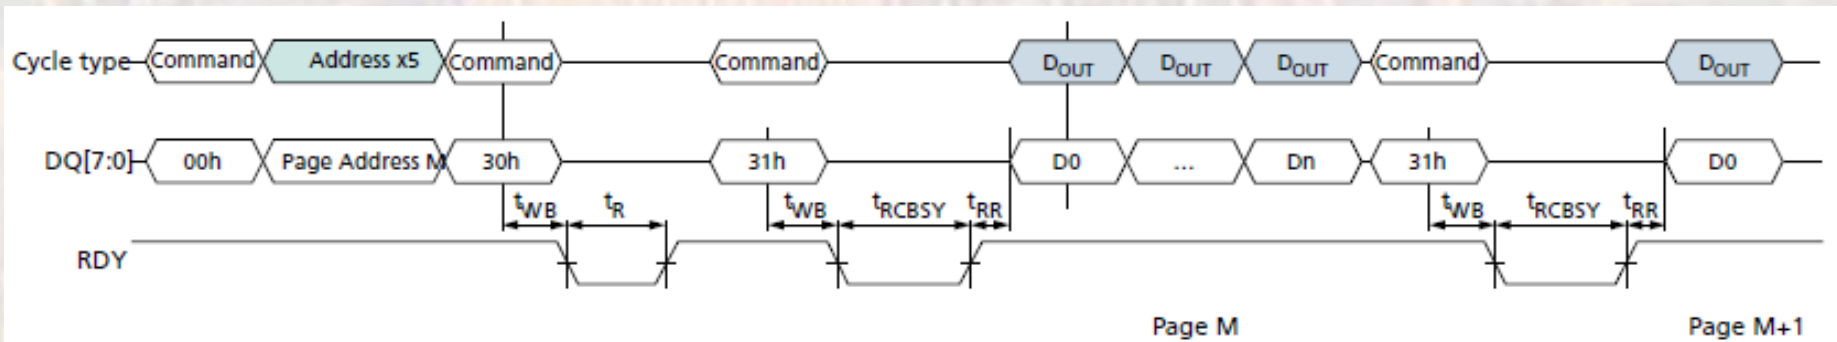 Cycle type Command Address x5 Command Command DOUT DOUT DOUT Command DOUT
DQ[7:0] 00h Page Address M 30h 31h D0 ... Dn 31h D0
tWB tR tWB tRCBSY tRR tWB tRCBSY tRR
RDY
Page M Page M+1